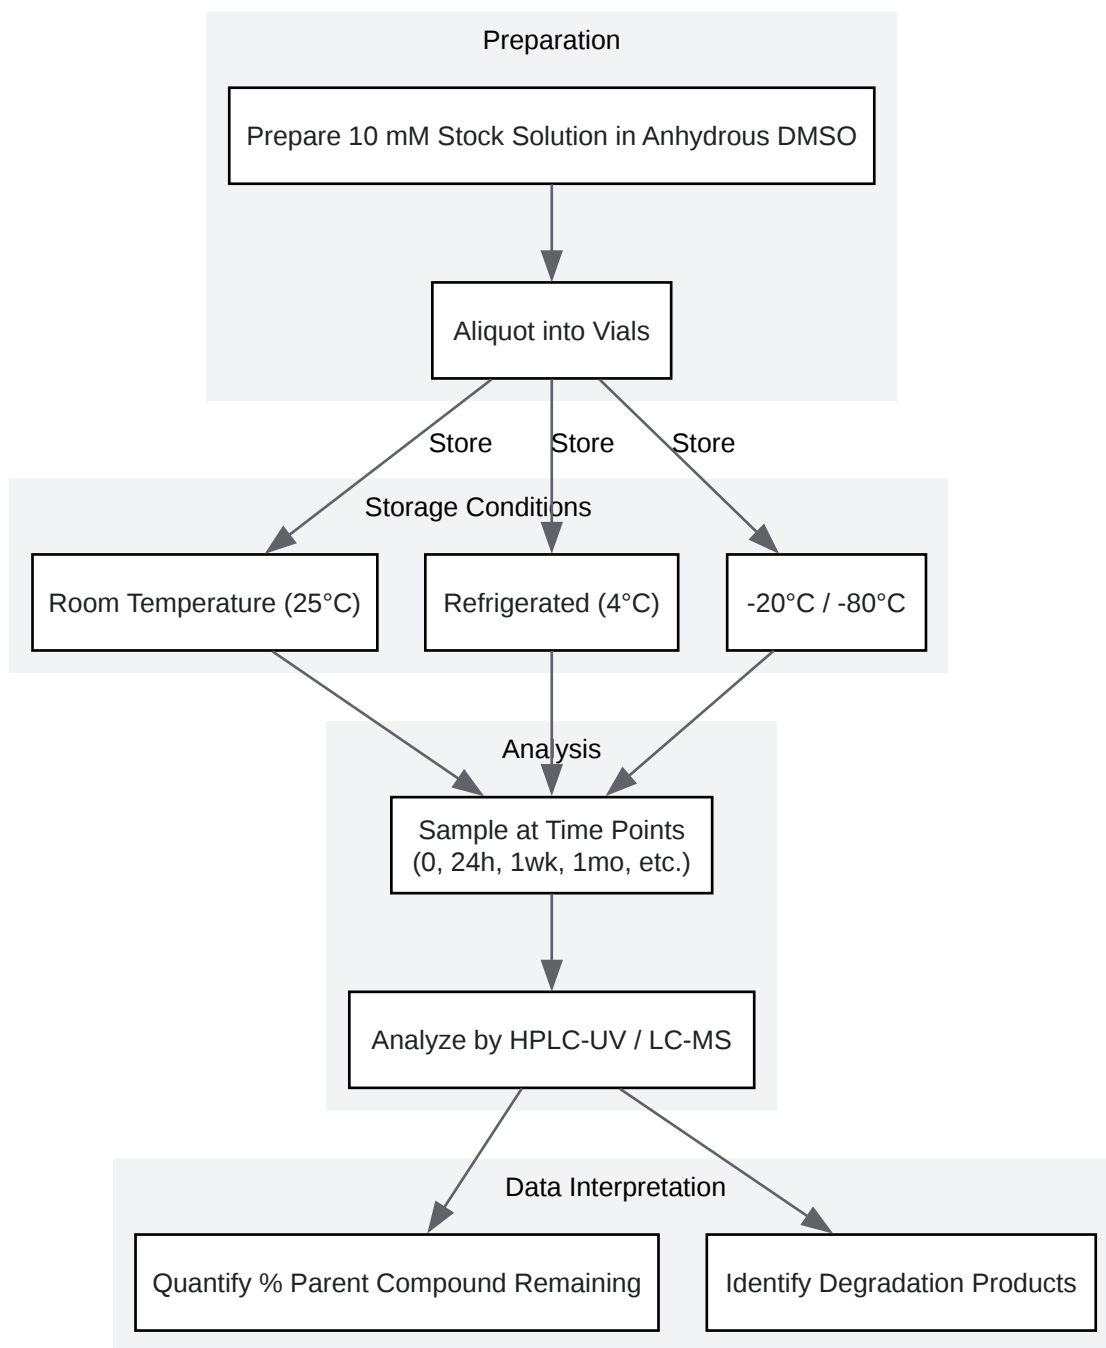 Preparation
Prepare 10 mM Stock Solution in Anhydrous DMSO
Aliquot into Vials
Store
Store
Store
Storage Conditions
Room Temperature (25°C)
Refrigerated (4°C)
-20°C / -80°C
Analysis
Sample at Time Points
(0, 24h, 1wk, 1mo, etc.)
Analyze by HPLC-UV / LC-MS
Data Interpretation
Quantify % Parent Compound Remaining
Identify Degradation Products